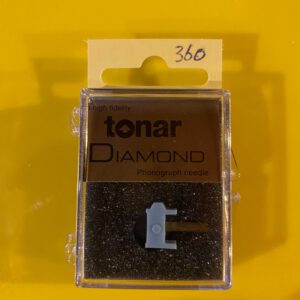 360
high fidelity
tonar
DIAMOND
Phonograph needle